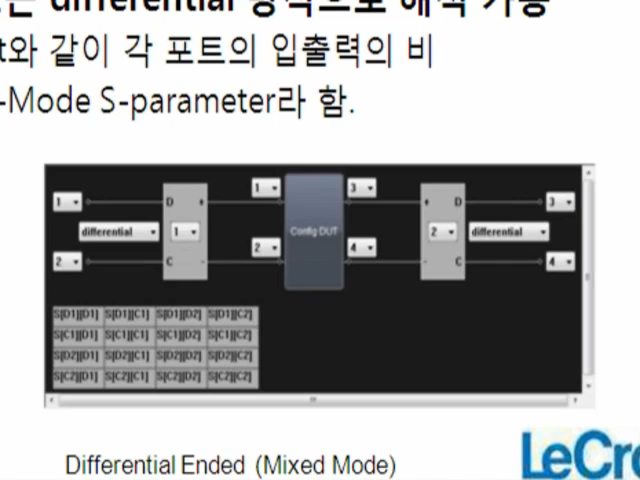 differential 방식으로 해석 가능
t와 같이 각 포트의 입출력의 비
-Mode S-parameter라 함.
1 1 3 3
D + + D
differential 1 Config DUT 2 differential
2 C - 2 4 - C 4
S[D1][D1] S[D1][C1] S[D1][D2] S[D1][C2]
S[C1][D1] S[C1][C1] S[C1][D2] S[C1][C2]
S[D2][D1] S[D2][C1] S[D2][D2] S[D2][C2]
S[C2][D1] S[C2][C1] S[C2][D2] S[C2][C2]
Differential Ended (Mixed Mode)
LeCro